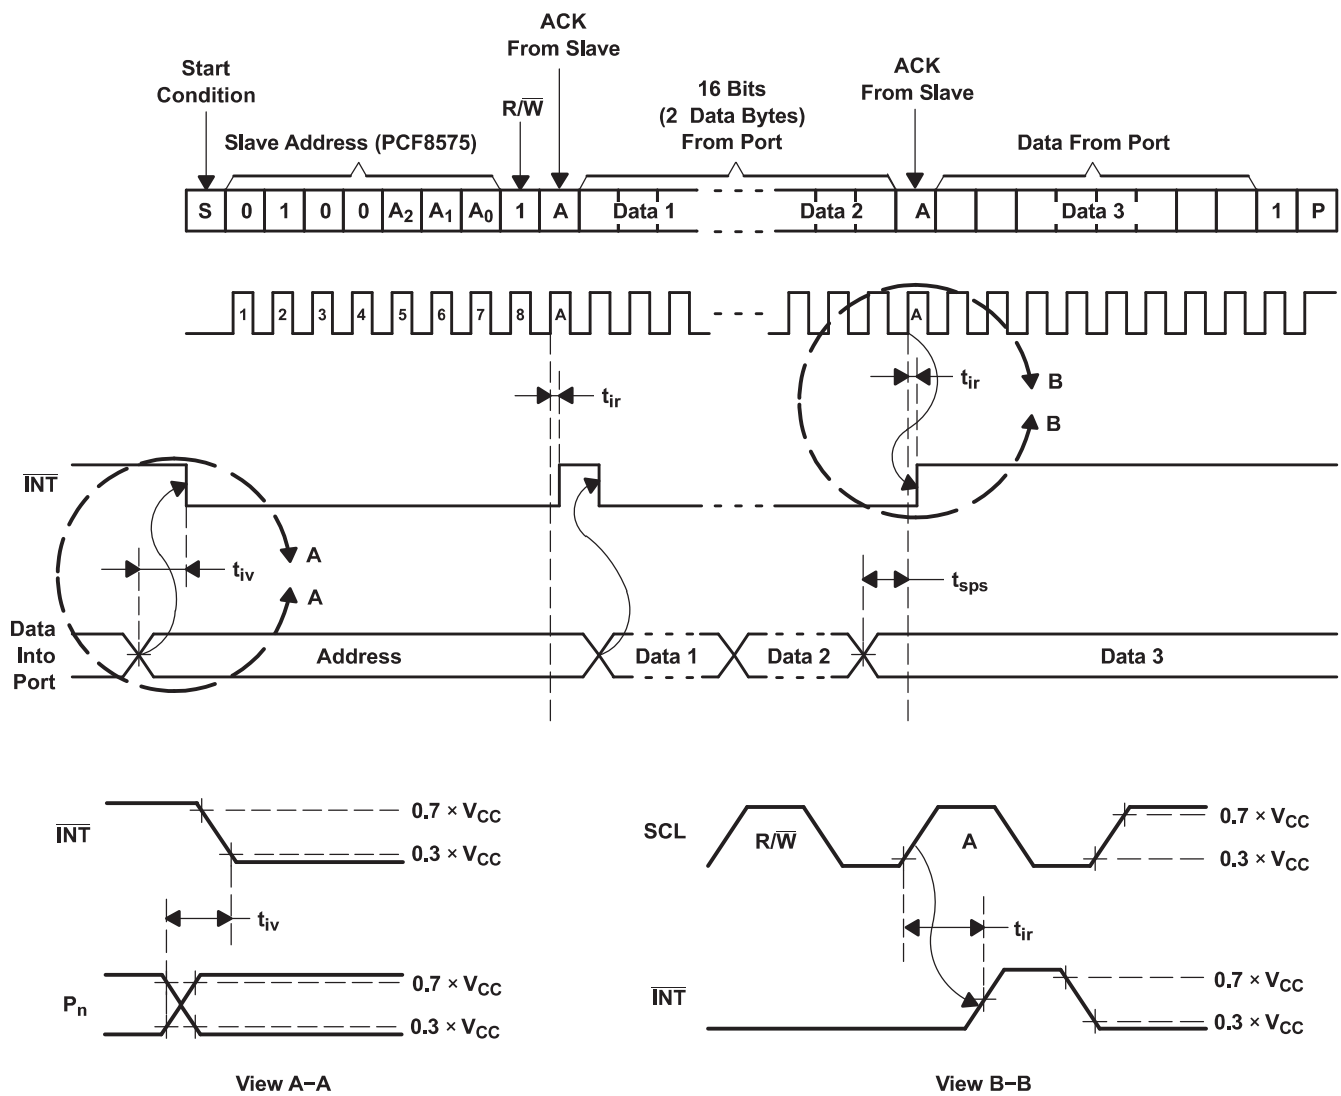 ACK
From Slave
Start
Condition
R/W̅
16 Bits
(2 Data Bytes)
From Port
ACK
From Slave
Slave Address (PCF8575)
Data From Port
S 0 1 0 0 A2 A1 A0 1 A Data 1 Data 2 A Data 3 1 P
1 2 3 4 5 6 7 8 A A
tir
tir
B
B
I̅N̅T̅
A
A
tiv
tsps
Data
Into
Port
Address
Data 1
Data 2
Data 3
I̅N̅T̅
0.7 × VCC
0.3 × VCC
tiv
Pn
0.7 × VCC
0.3 × VCC
View A–A
SCL
R/W̅
A
0.7 × VCC
0.3 × VCC
tir
I̅N̅T̅
0.7 × VCC
0.3 × VCC
View B–B